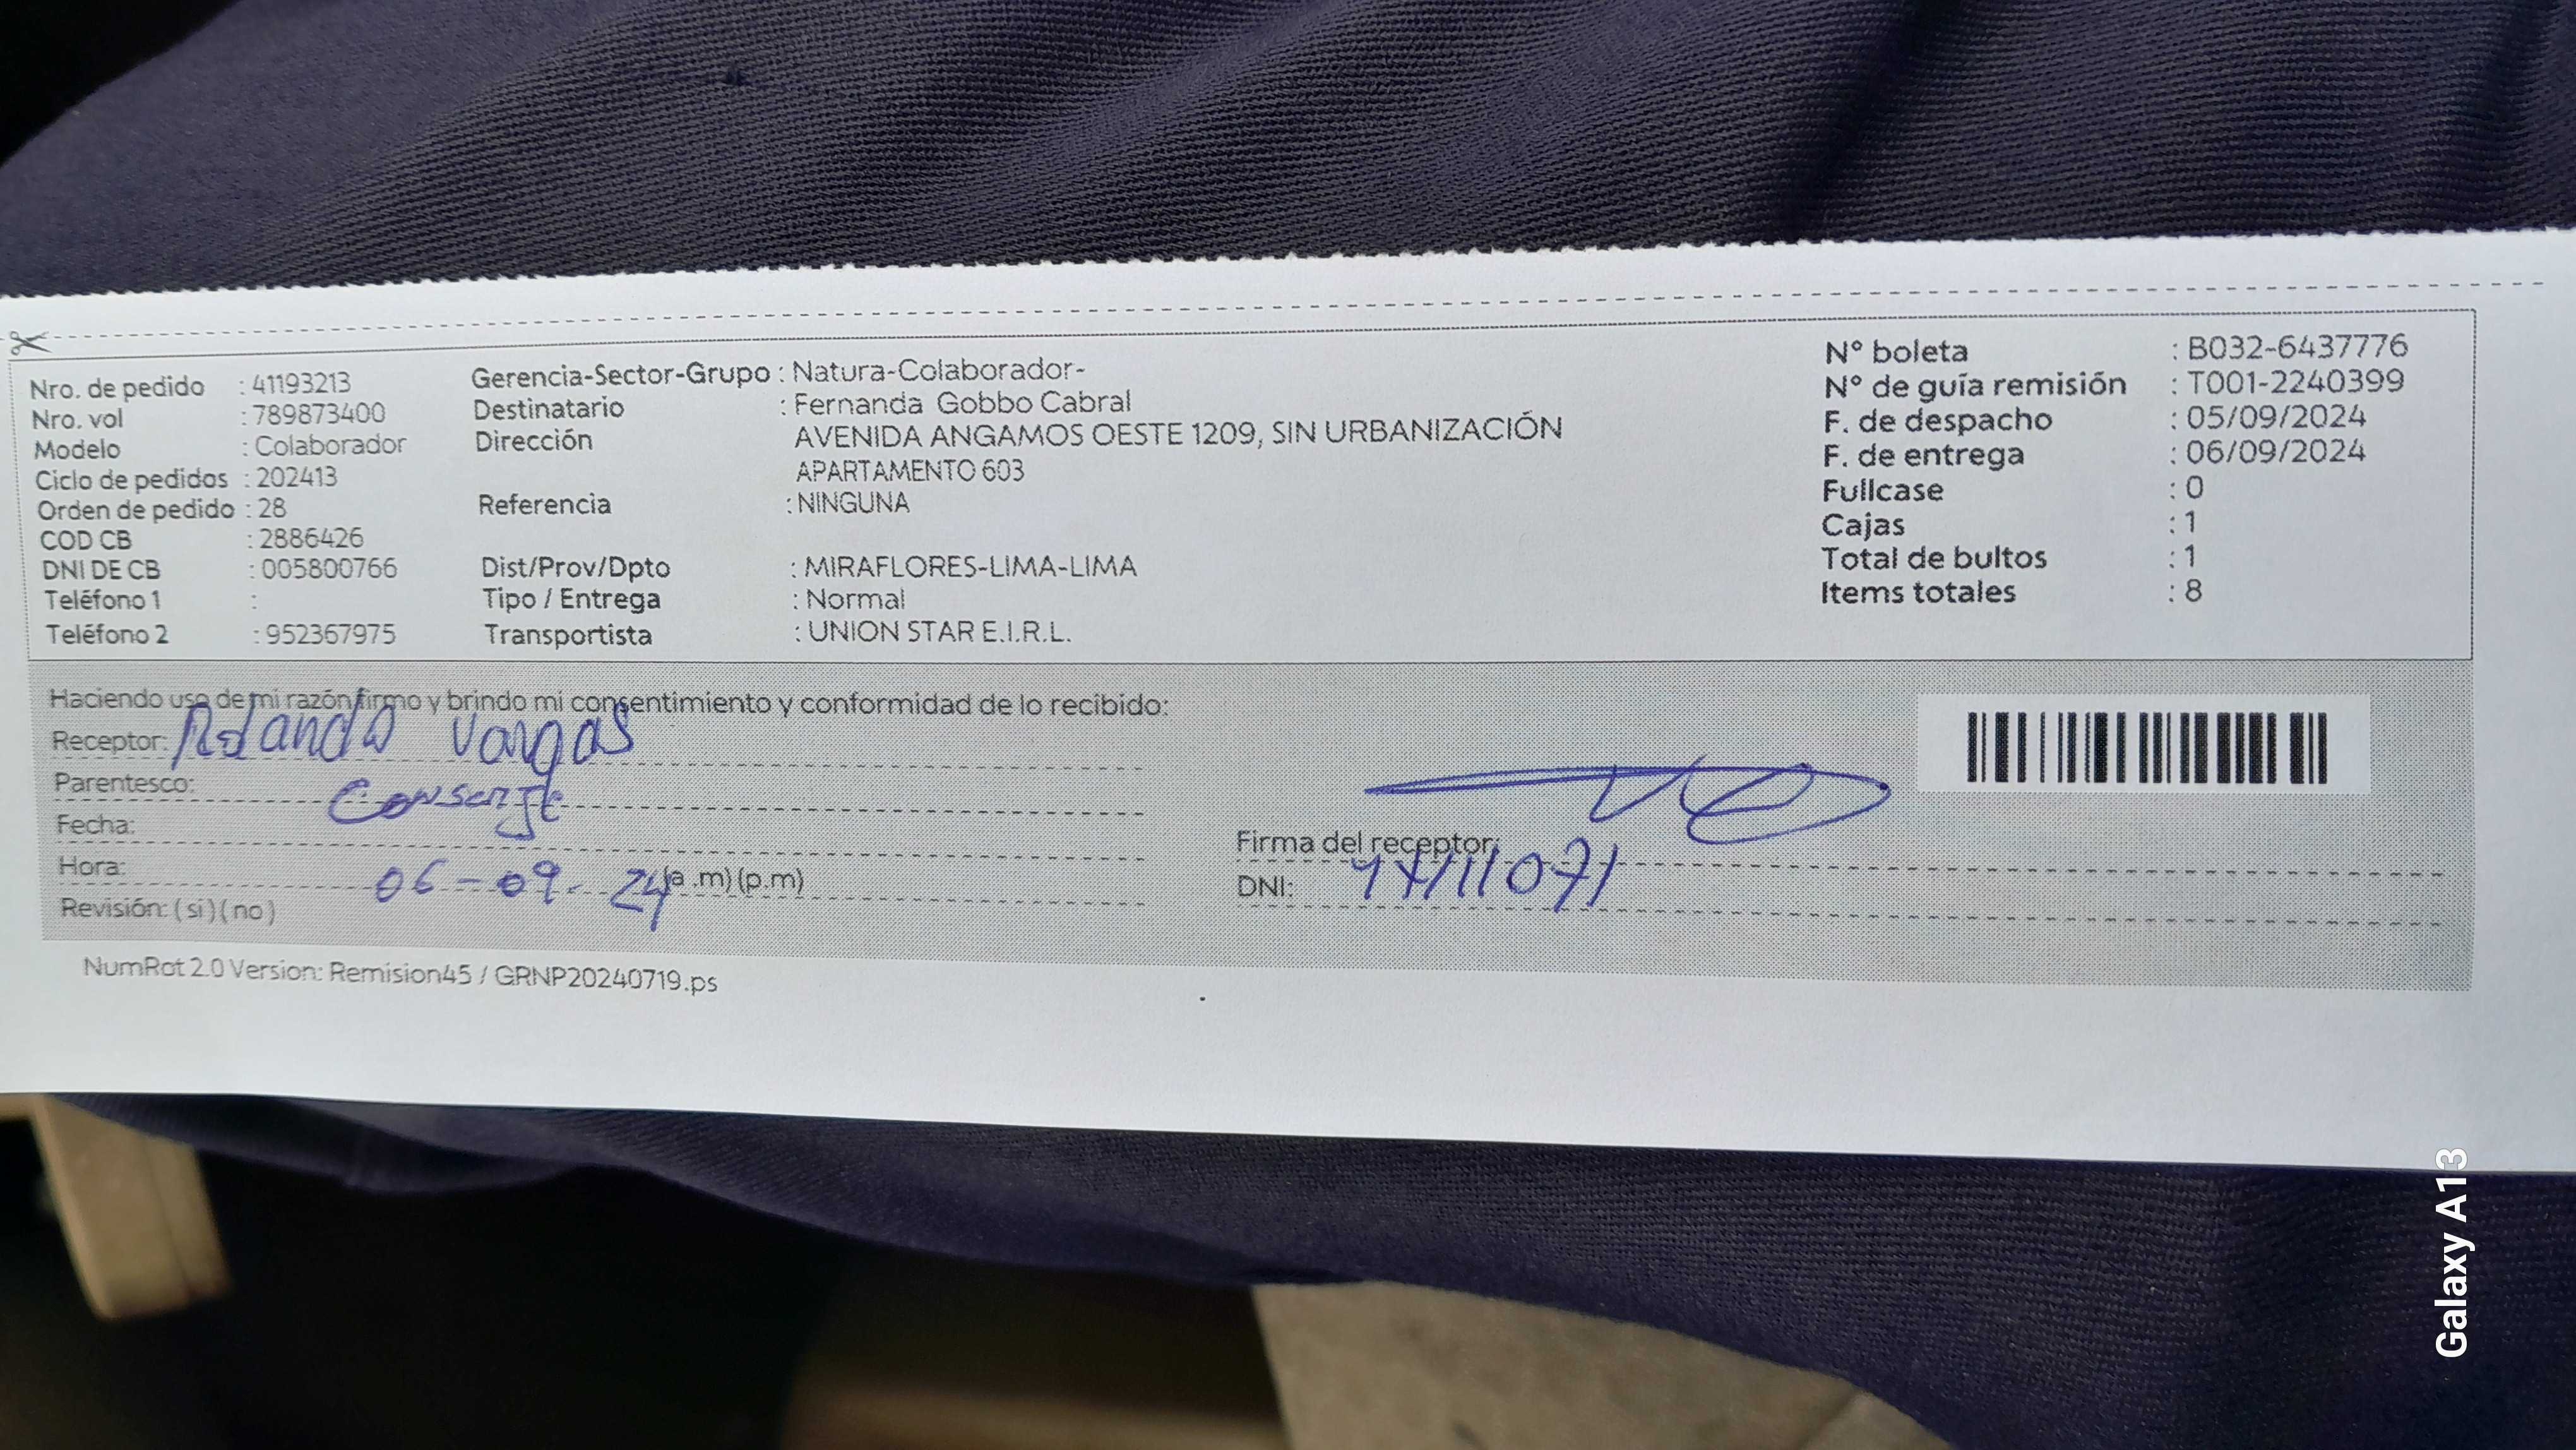 Nro. de pedido : 41193213
Nro. vol : 789873400
Modelo : Colaborador
Ciclo de pedidos : 202413
Orden de pedido : 28
COD CB : 2886426
DNI DE CB : 005800766
Teléfono 1 :
Teléfono 2 : 952367975
Gerencia-Sector-Grupo : Natura-Colaborador-
Destinatario : Fernanda Gobbo Cabral
Dirección AVENIDA ANGAMOS OESTE 1209, SIN URBANIZACIÓN
APARTAMENTO 603
Referencia : NINGUNA
Dist/Prov/Dpto : MIRAFLORES-LIMA-LIMA
Tipo / Entrega : Normal
Transportista : UNION STAR E.I.R.L.
N° boleta : B032-6437776
N° de guía remisión : T001-2240399
F. de despacho : 05/09/2024
F. de entrega : 06/09/2024
Fullcase : 0
Cajas : 1
Total de bultos : 1
Items totales : 8
Haciendo uso de mi razón firmo y brindo mi consentimiento y conformidad de lo recibido:
Receptor: Rolando Vargas
Parentesco: Conserje
Fecha:
Hora: 06-09-24 (a .m) (p.m)
Revisión: ( si ) ( no )
Firma del receptor:
DNI:
NumRot 2.0 Version: Remision45 / GRNP20240719.ps
Galaxy A13